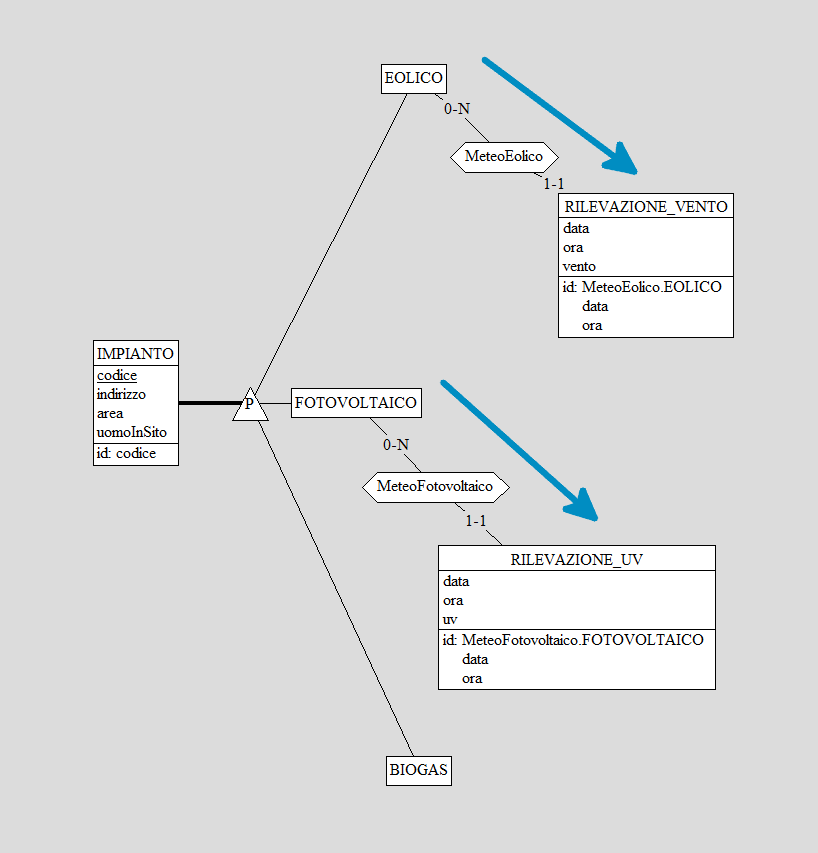 EOLICO
0-N
MeteoEolico
1-1
RILEVAZIONE_VENTO
data
ora
vento
id: MeteoEolico.EOLICO
data
ora
IMPIANTO
codice
indirizzo
area
uomoInSito
id: codice
P
FOTOVOLTAICO
0-N
MeteoFotovoltaico
1-1
RILEVAZIONE_UV
data
ora
uv
id: MeteoFotovoltaico.FOTOVOLTAICO
data
ora
BIOGAS